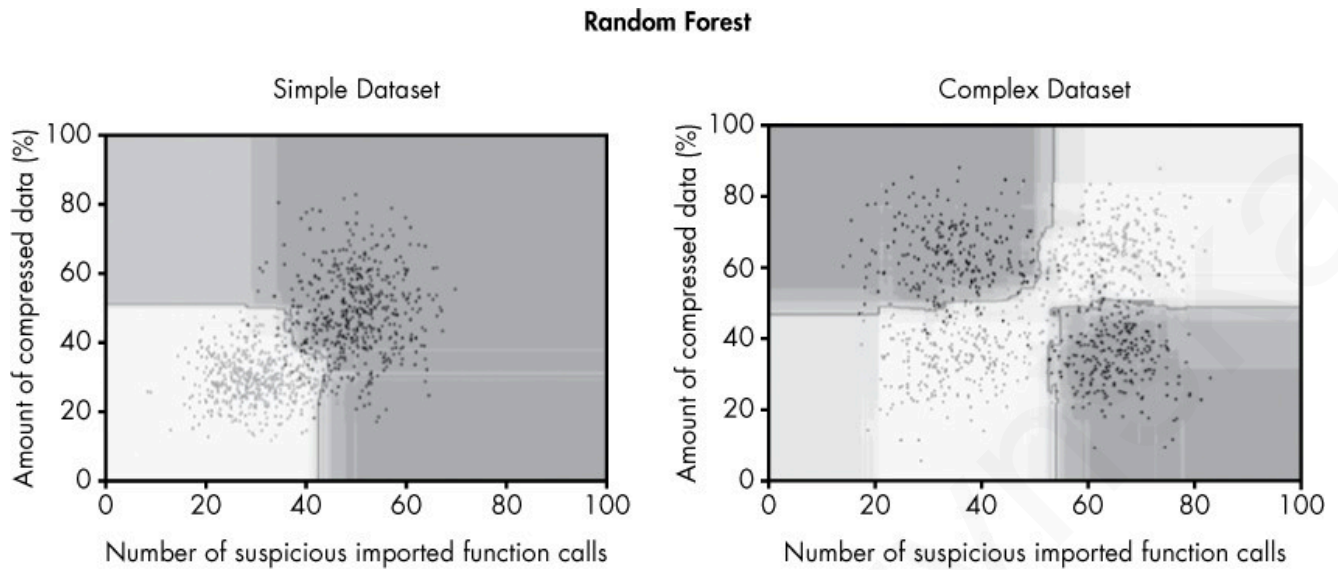 Random Forest
Simple Dataset
Complex Dataset
Amount of compressed data (%)
100
80
60
40
20
0
0 20 40 60 80 100
Number of suspicious imported function calls
Amount of compressed data (%)
100
80
60
40
20
0
0 20 40 60 80 100
Number of suspicious imported function calls